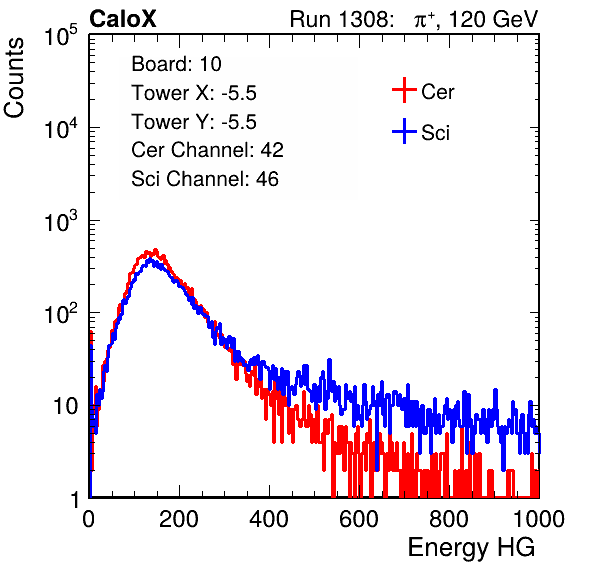 CaloX Run 1308: π⁺, 120 GeV
Counts
Board: 10
Tower X: -5.5
Tower Y: -5.5
Cer Channel: 42
Sci Channel: 46
Cer
Sci
10⁵
10⁴
10³
10²
10
1
0 200 400 600 800 1000
Energy HG